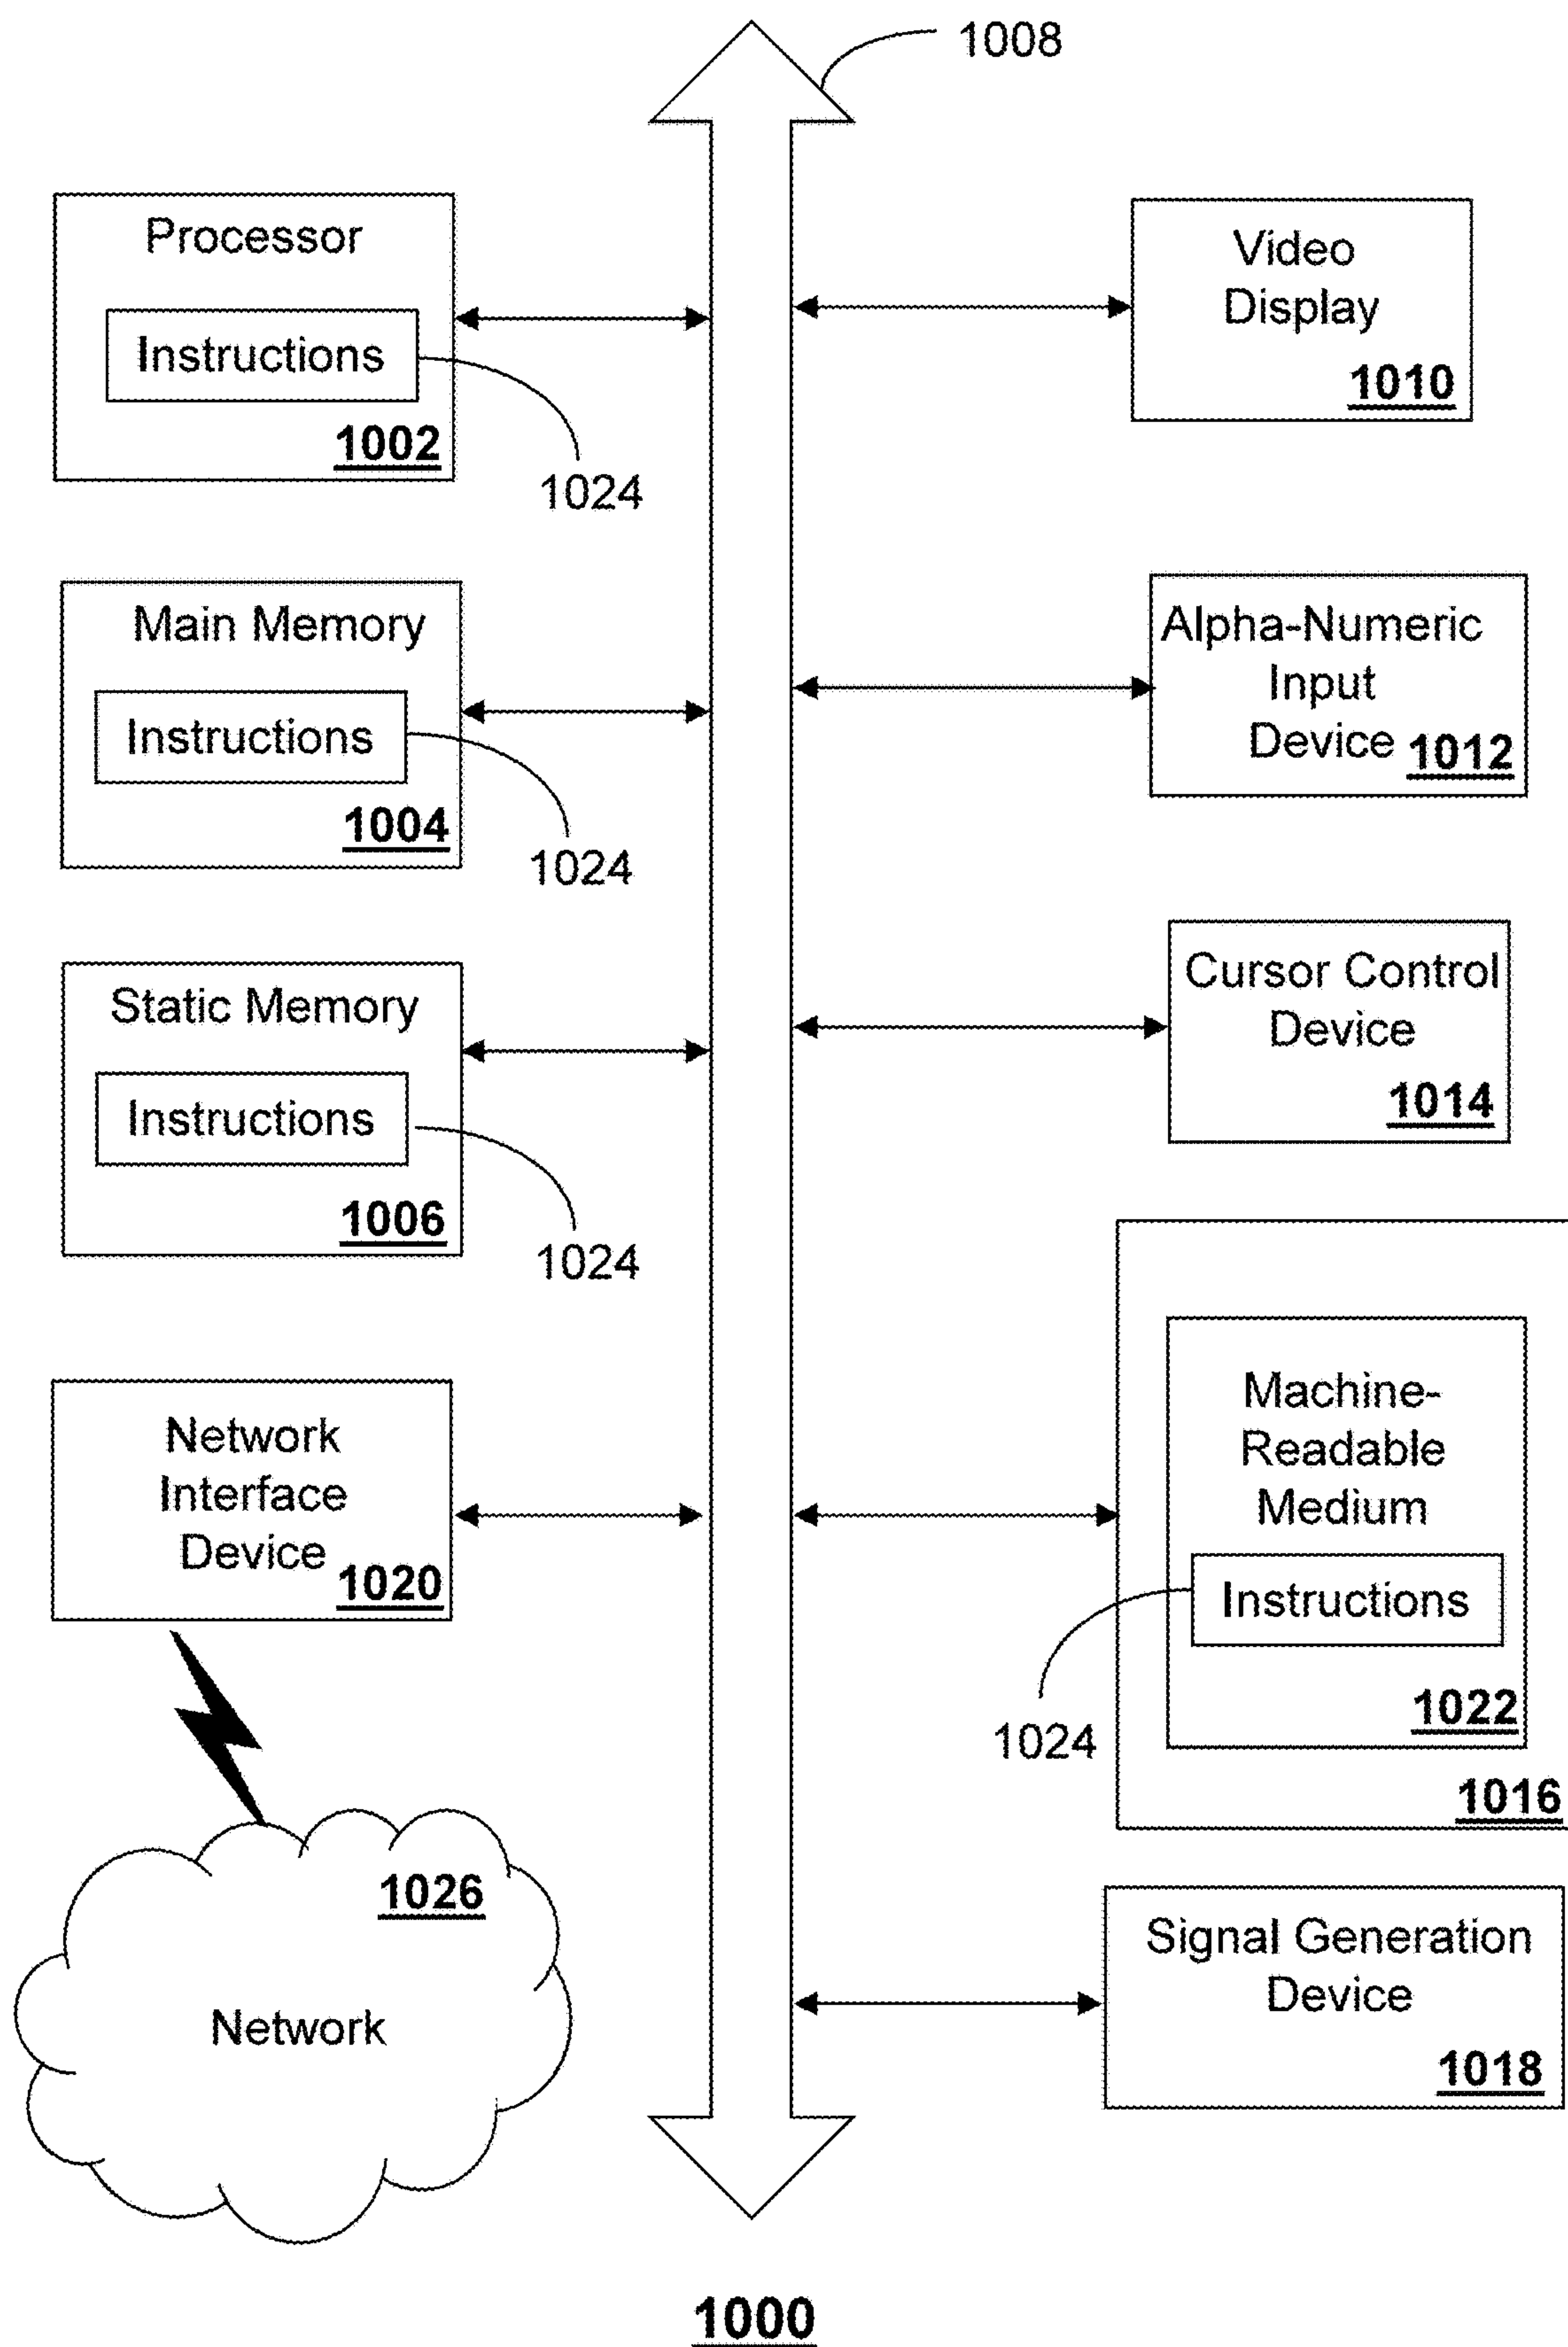 1008
Processor
Instructions
1002
1024
Video
Display
1010
Main Memory
Instructions
1004
1024
Alpha-Numeric
Input
Device 1012
Static Memory
Instructions
1006
1024
Cursor Control
Device
1014
Network
Interface
Device
1020
Machine-
Readable
Medium
Instructions
1022
1024
1016
1026
Network
Signal Generation
Device
1018
1000